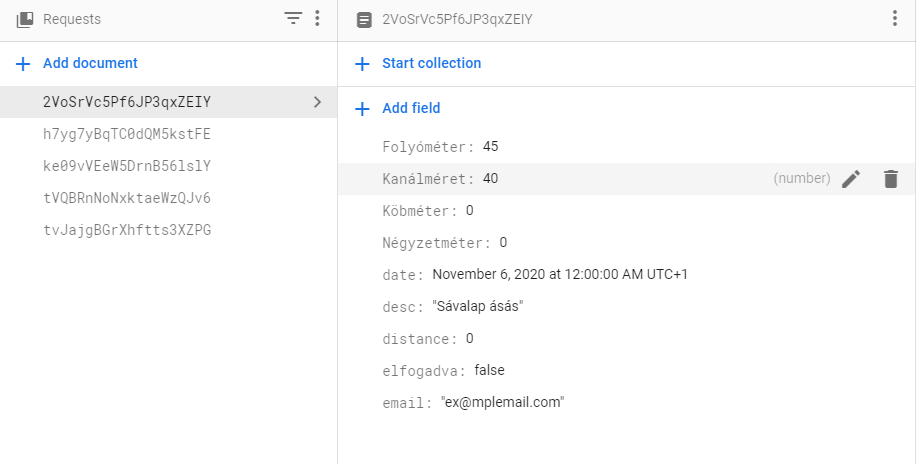 Requests
Add document
2VoSrVc5Pf6JP3qxZEIY
h7yg7yBqTC0dQM5kstFE
ke09vVEeW5DrnB56lslY
tVQBRnNoNxktaeWzQJv6
tvJajgBGrXhftts3XZPG
2VoSrVc5Pf6JP3qxZEIY
Start collection
Add field
Folyóméter: 45
Kanálméret: 40 (number)
Köbméter: 0
Négyzetméter: 0
date: November 6, 2020 at 12:00:00 AM UTC+1
desc: "Sávalap ásás"
distance: 0
elfogadva: false
email: "ex@mplemail.com"